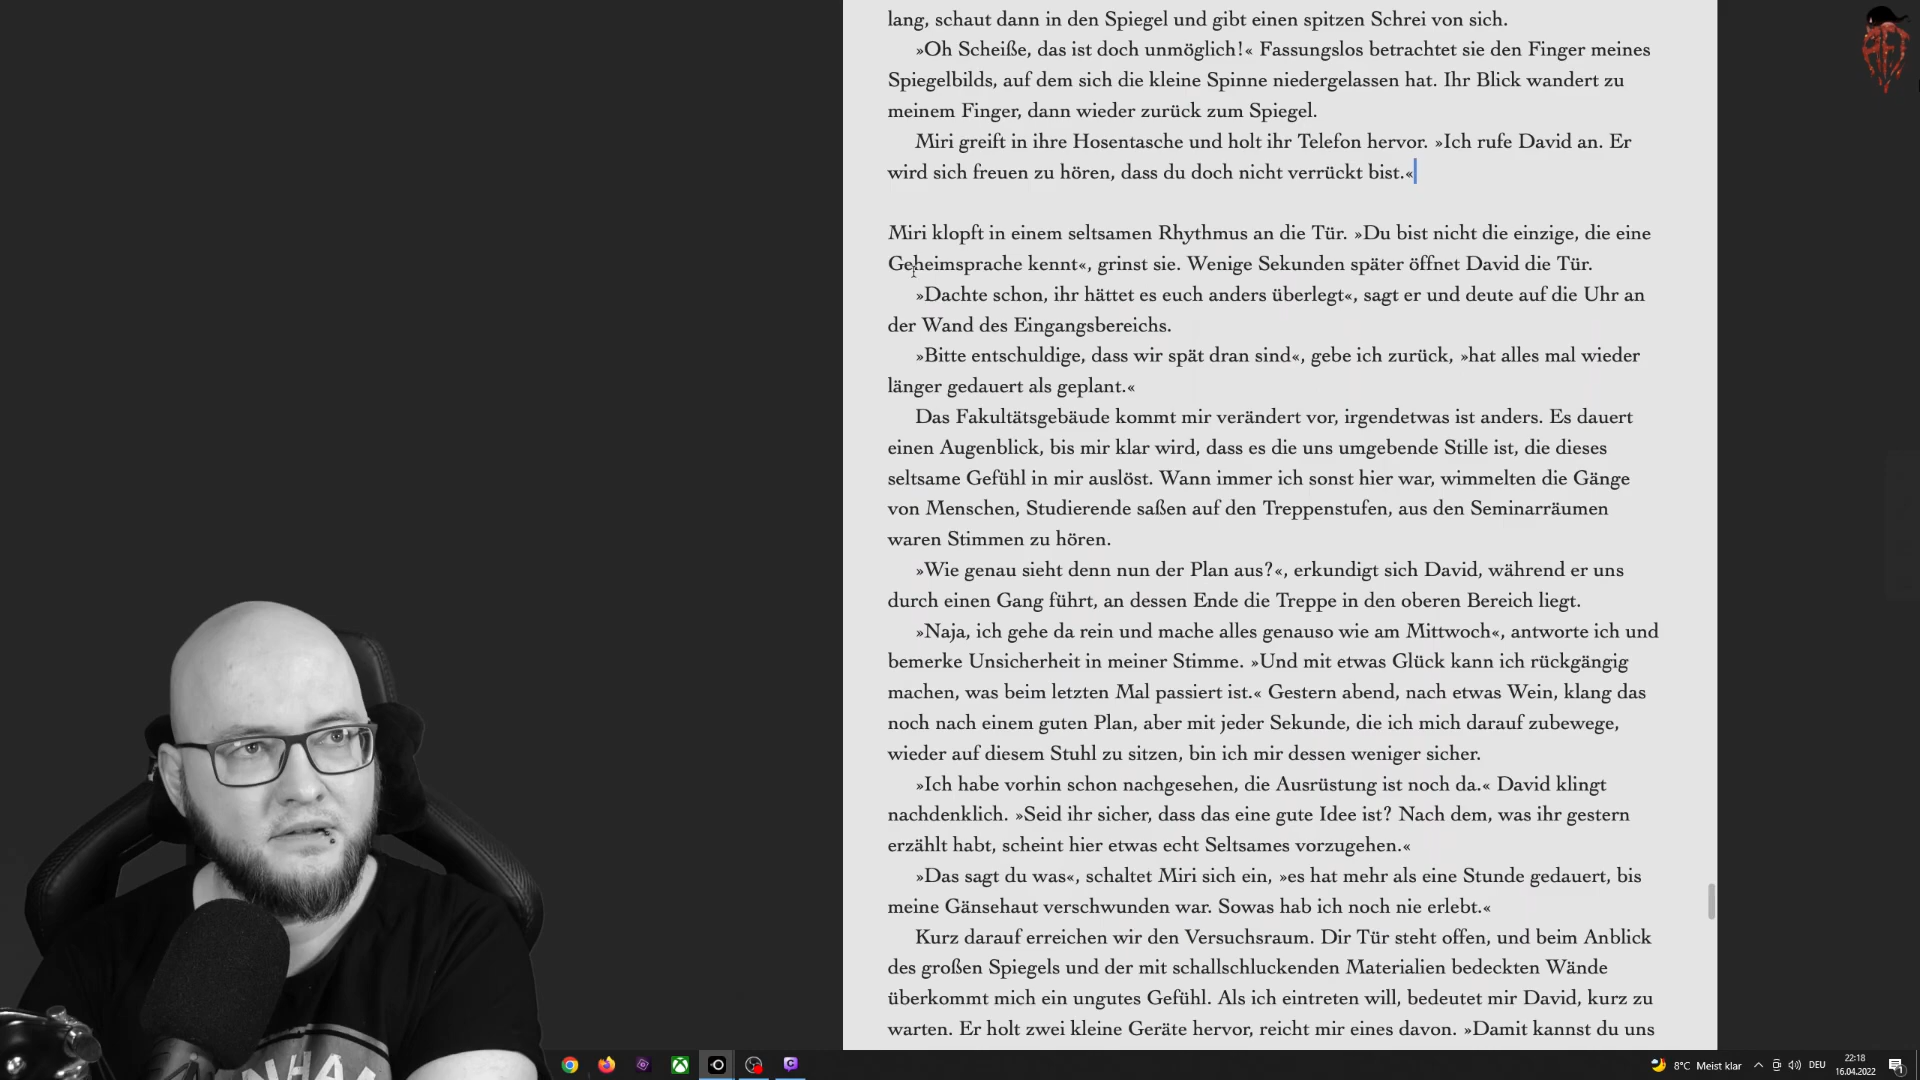 lang, schaut dann in den Spiegel und gibt einen spitzen Schrei von sich.
»Oh Scheiße, das ist doch unmöglich!« Fassungslos betrachtet sie den Finger meines
Spiegelbilds, auf dem sich die kleine Spinne niedergelassen hat. Ihr Blick wandert zu
meinem Finger, dann wieder zurück zum Spiegel.
Miri greift in ihre Hosentasche und holt ihr Telefon hervor. »Ich rufe David an. Er
wird sich freuen zu hören, dass du doch nicht verrückt bist.«
Miri klopft in einem seltsamen Rhythmus an die Tür. »Du bist nicht die einzige, die eine
Geheimsprache kennt«, grinst sie. Wenige Sekunden später öffnet David die Tür.
»Dachte schon, ihr hättet es euch anders überlegt«, sagt er und deute auf die Uhr an
der Wand des Eingangsbereichs.
»Bitte entschuldige, dass wir spät dran sind«, gebe ich zurück, »hat alles mal wieder
länger gedauert als geplant.«
Das Fakultätsgebäude kommt mir verändert vor, irgendetwas ist anders. Es dauert
einen Augenblick, bis mir klar wird, dass es die uns umgebende Stille ist, die dieses
seltsame Gefühl in mir auslöst. Wann immer ich sonst hier war, wimmelten die Gänge
von Menschen, Studierende saßen auf den Treppenstufen, aus den Seminarräumen
waren Stimmen zu hören.
»Wie genau sieht denn nun der Plan aus?«, erkundigt sich David, während er uns
durch einen Gang führt, an dessen Ende die Treppe in den oberen Bereich liegt.
»Naja, ich gehe da rein und mache alles genauso wie am Mittwoch«, antworte ich und
bemerke Unsicherheit in meiner Stimme. »Und mit etwas Glück kann ich rückgängig
machen, was beim letzten Mal passiert ist.« Gestern abend, nach etwas Wein, klang das
noch nach einem guten Plan, aber mit jeder Sekunde, die ich mich darauf zubewege,
wieder auf diesem Stuhl zu sitzen, bin ich mir dessen weniger sicher.
»Ich habe vorhin schon nachgesehen, die Ausrüstung ist noch da.« David klingt
nachdenklich. »Seid ihr sicher, dass das eine gute Idee ist? Nach dem, was ihr gestern
erzählt habt, scheint hier etwas echt Seltsames vorzugehen.«
»Das sagt du was«, schaltet Miri sich ein, »es hat mehr als eine Stunde gedauert, bis
meine Gänsehaut verschwunden war. Sowas hab ich noch nie erlebt.«
Kurz darauf erreichen wir den Versuchsraum. Dir Tür steht offen, und beim Anblick
des großen Spiegels und der mit schallschluckenden Materialien bedeckten Wände
überkommt mich ein ungutes Gefühl. Als ich eintreten will, bedeutet mir David, kurz zu
warten. Er holt zwei kleine Geräte hervor, reicht mir eines davon. »Damit kannst du uns
8°C Meist klar
DEU
22:18
16.04.2022